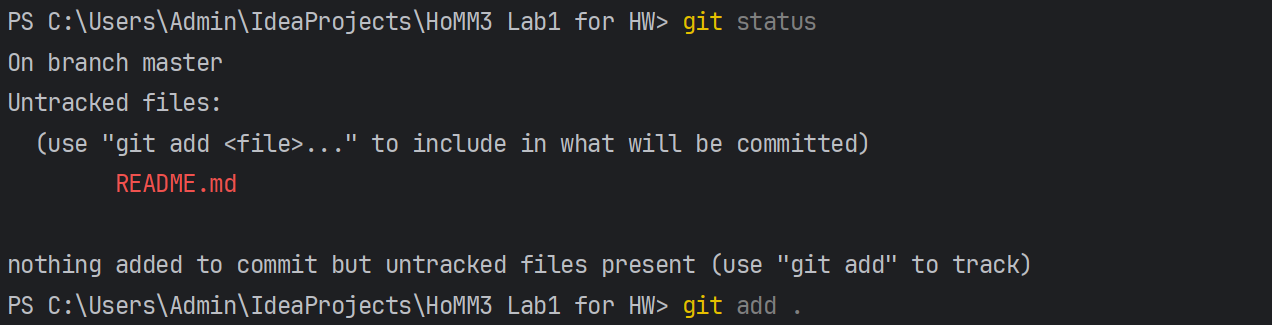 PS C:\Users\Admin\IdeaProjects\HoMM3 Lab1 for HW> git status
On branch master
Untracked files:
  (use "git add <file>..." to include in what will be committed)
        README.md

nothing added to commit but untracked files present (use "git add" to track)
PS C:\Users\Admin\IdeaProjects\HoMM3 Lab1 for HW> git add .